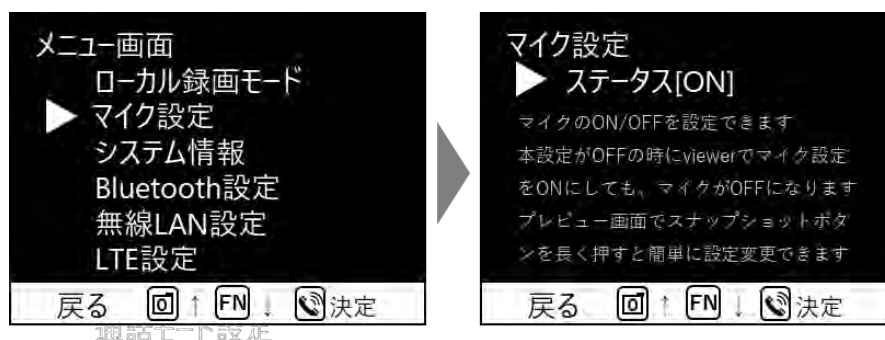 メニュー画面
ローカル録画モード
▶ マイク設定
システム情報
Bluetooth設定
無線LAN設定
LTE設定
戻る ↑ FN ↓ 決定
通話モード設定
マイク設定
▶ ステータス[ON]
マイクのON/OFFを設定できます
本設定がOFFの時にviewerでマイク設定
をONにしても、マイクがOFFになります
プレビュー画面でスナップショットボタ
ンを長く押すと簡単に設定変更できます
戻る ↑ FN ↓ 決定